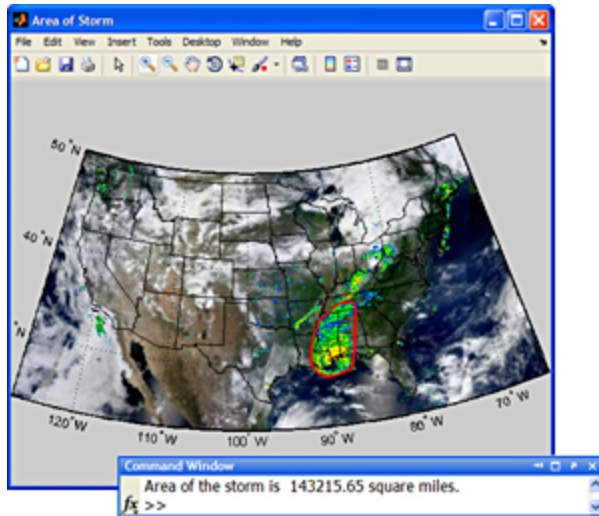 Area of Storm
File Edit View Insert Tools Desktop Window Help
50°N
40°N
°N
120°W
110°W
100°W
90°W
80°W
70°W
Command Window
Area of the storm is 143215.65 square miles.
fx >>